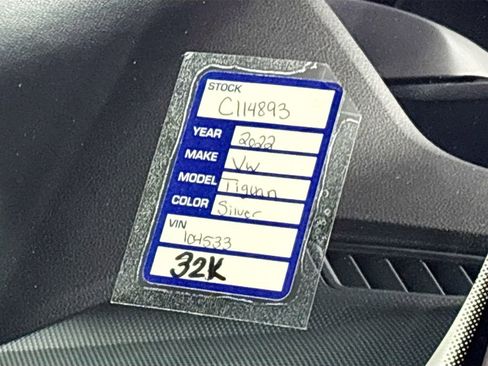 STOCK
C114893
YEAR 2022
MAKE VW
MODEL Tiguan
COLOR Silver
VIN
104533
32K